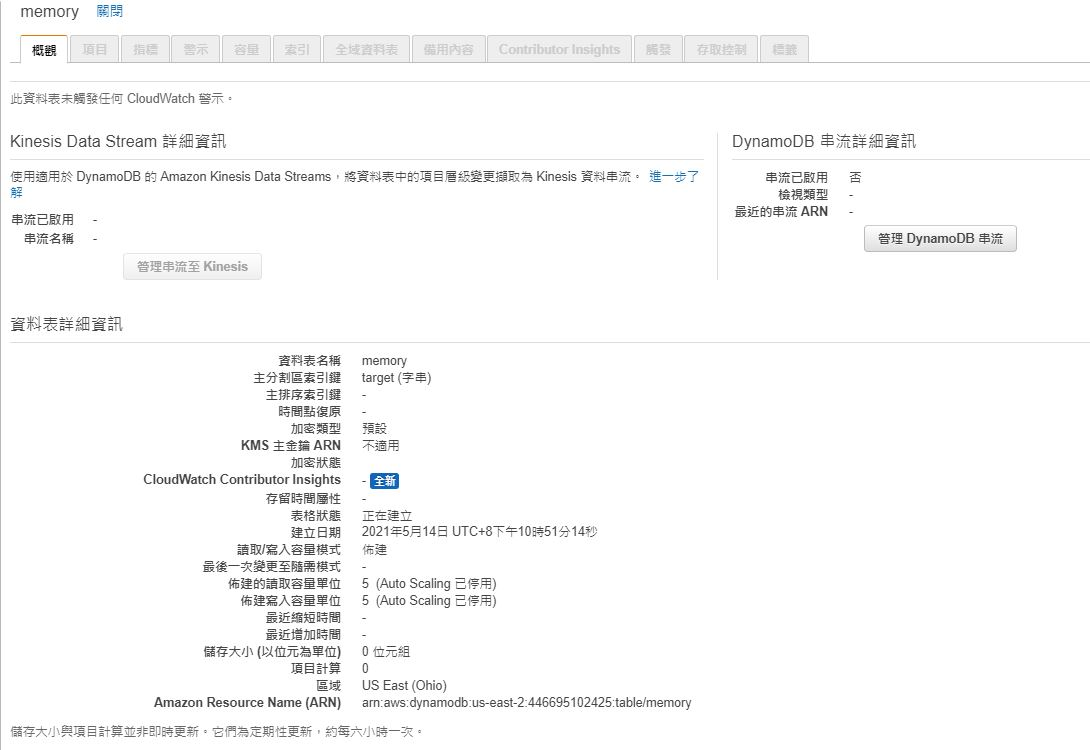 memory 關閉
概觀 項目 指標 警示 容量 索引 全域資料表 備用內容 Contributor Insights 觸發 存取控制 標籤
此資料表未觸發任何 CloudWatch 警示。
Kinesis Data Stream 詳細資訊
使用適用於 DynamoDB 的 Amazon Kinesis Data Streams，將資料表中的項目層級變更擷取為 Kinesis 資料串流。 進一步了
解
串流已啟用 -
串流名稱 -
管理串流至 Kinesis
DynamoDB 串流詳細資訊
串流已啟用 否
檢視類型 -
最近的串流 ARN -
管理 DynamoDB 串流
資料表詳細資訊
資料表名稱 memory
主分割區索引鍵 target (字串)
主排序索引鍵 -
時間點復原 -
加密類型 預設
KMS 主金鑰 ARN 不適用
加密狀態
CloudWatch Contributor Insights - 全新
存留時間屬性 -
表格狀態 正在建立
建立日期 2021年5月14日 UTC+8下午10時51分14秒
讀取/寫入容量模式 佈建
最後一次變更至隨需模式 -
佈建的讀取容量單位 5 (Auto Scaling 已停用)
佈建寫入容量單位 5 (Auto Scaling 已停用)
最近縮短時間 -
最近增加時間 -
儲存大小 (以位元為單位) 0 位元組
項目計算 0
區域 US East (Ohio)
Amazon Resource Name (ARN) arn:aws:dynamodb:us-east-2:446695102425:table/memory
儲存大小與項目計算並非即時更新。它們為定期性更新，約每六小時一次。